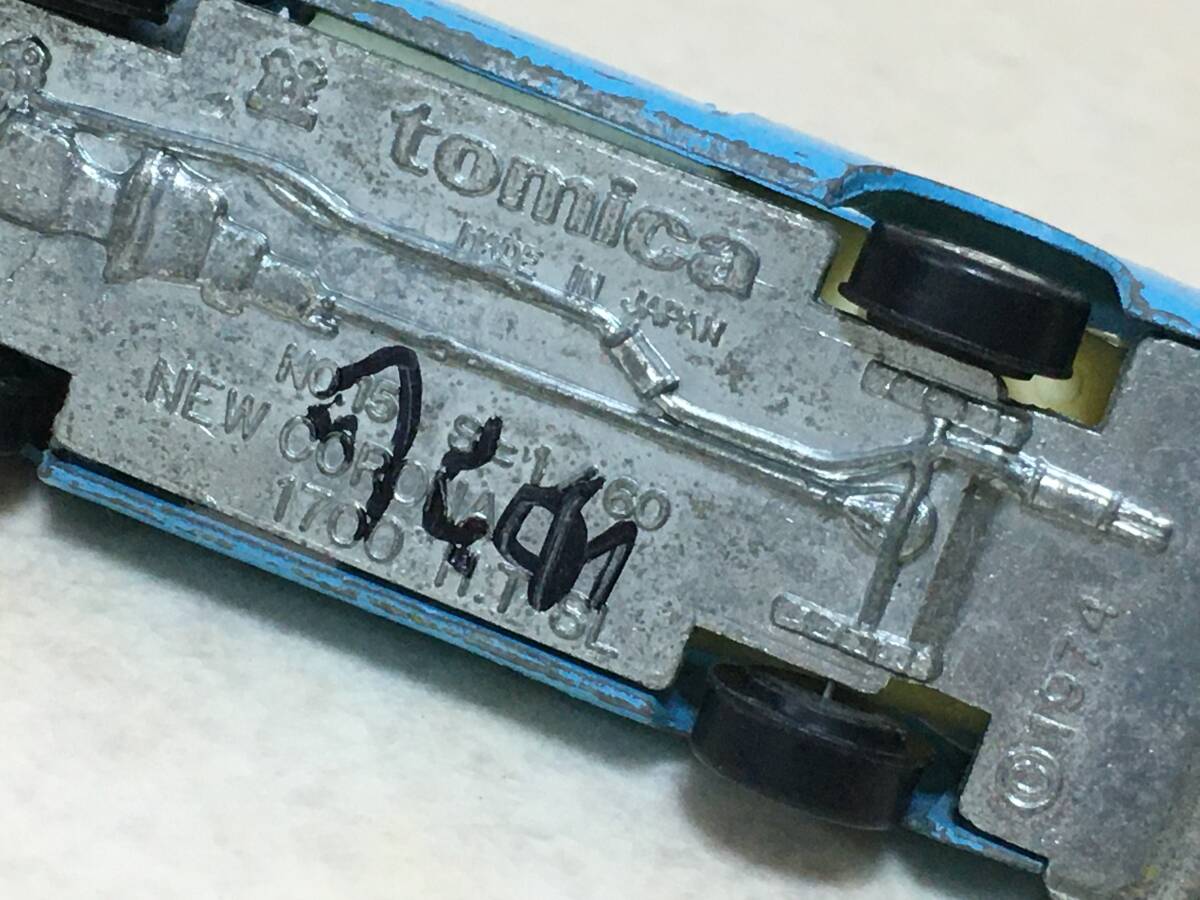 tomica
MADE IN JAPAN
NO.15 S=1/60
NEW CORONA
1700 H.T SL
©1974